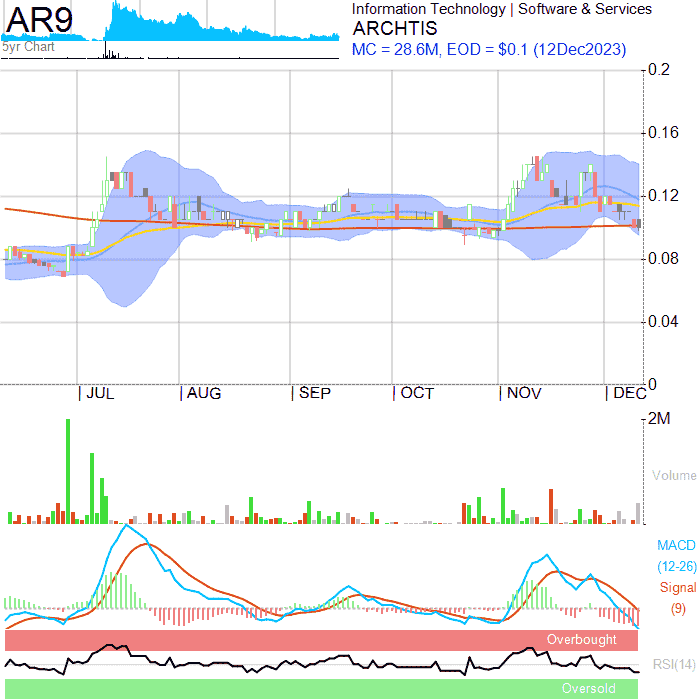 AR9
5yr Chart
Information Technology | Software & Services
ARCHTIS
MC = 28.6M, EOD = $0.1 (12Dec2023)
0.2
0.16
0.12
0.08
0.04
0
| JUL | AUG | SEP | OCT | NOV | DEC
2M
Volume
MACD
(12-26)
Signal
(9)
Overbought
RSI(14)
Oversold